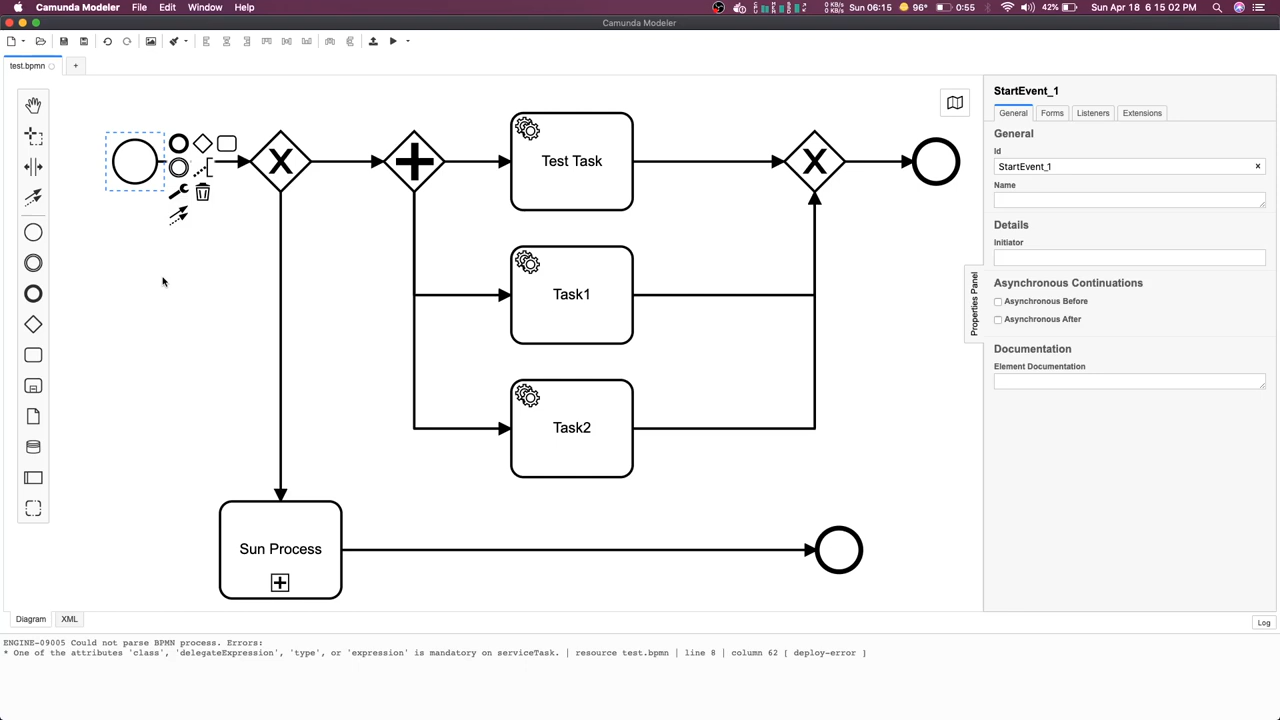 Camunda Modeler File Edit Window Help 0 KB/s 0 KB/s Sun 06:15 96° 0:55 42% Sun Apr 18 6 15 02 PM
Camunda Modeler
test.bpmn +
StartEvent_1
General Forms Listeners Extensions
General
Id
StartEvent_1 ×
Name
Details
Initiator
Asynchronous Continuations
Asynchronous Before
Asynchronous After
Documentation
Element Documentation
Properties Panel
Test Task
Task1
Task2
Sun Process
Diagram XML
Log
ENGINE-09005 Could not parse BPMN process. Errors:
* One of the attributes 'class', 'delegateExpression', 'type', or 'expression' is mandatory on serviceTask. | resource test.bpmn | line 8 | column 62 [ deploy-error ]